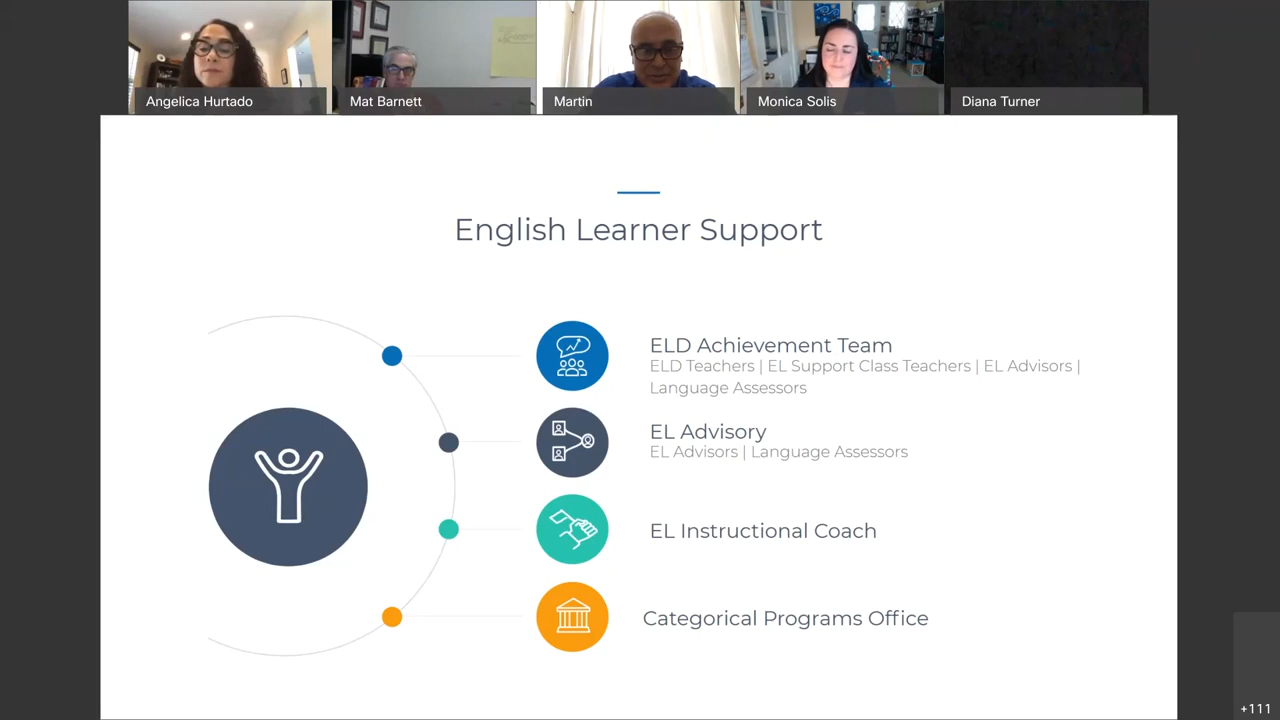 Angelica Hurtado
Mat Barnett
Martin
Monica Solis
Diana Turner
English Learner Support
ELD Achievement Team
ELD Teachers | EL Support Class Teachers | EL Advisors |
Language Assessors
EL Advisory
EL Advisors | Language Assessors
EL Instructional Coach
Categorical Programs Office
+111